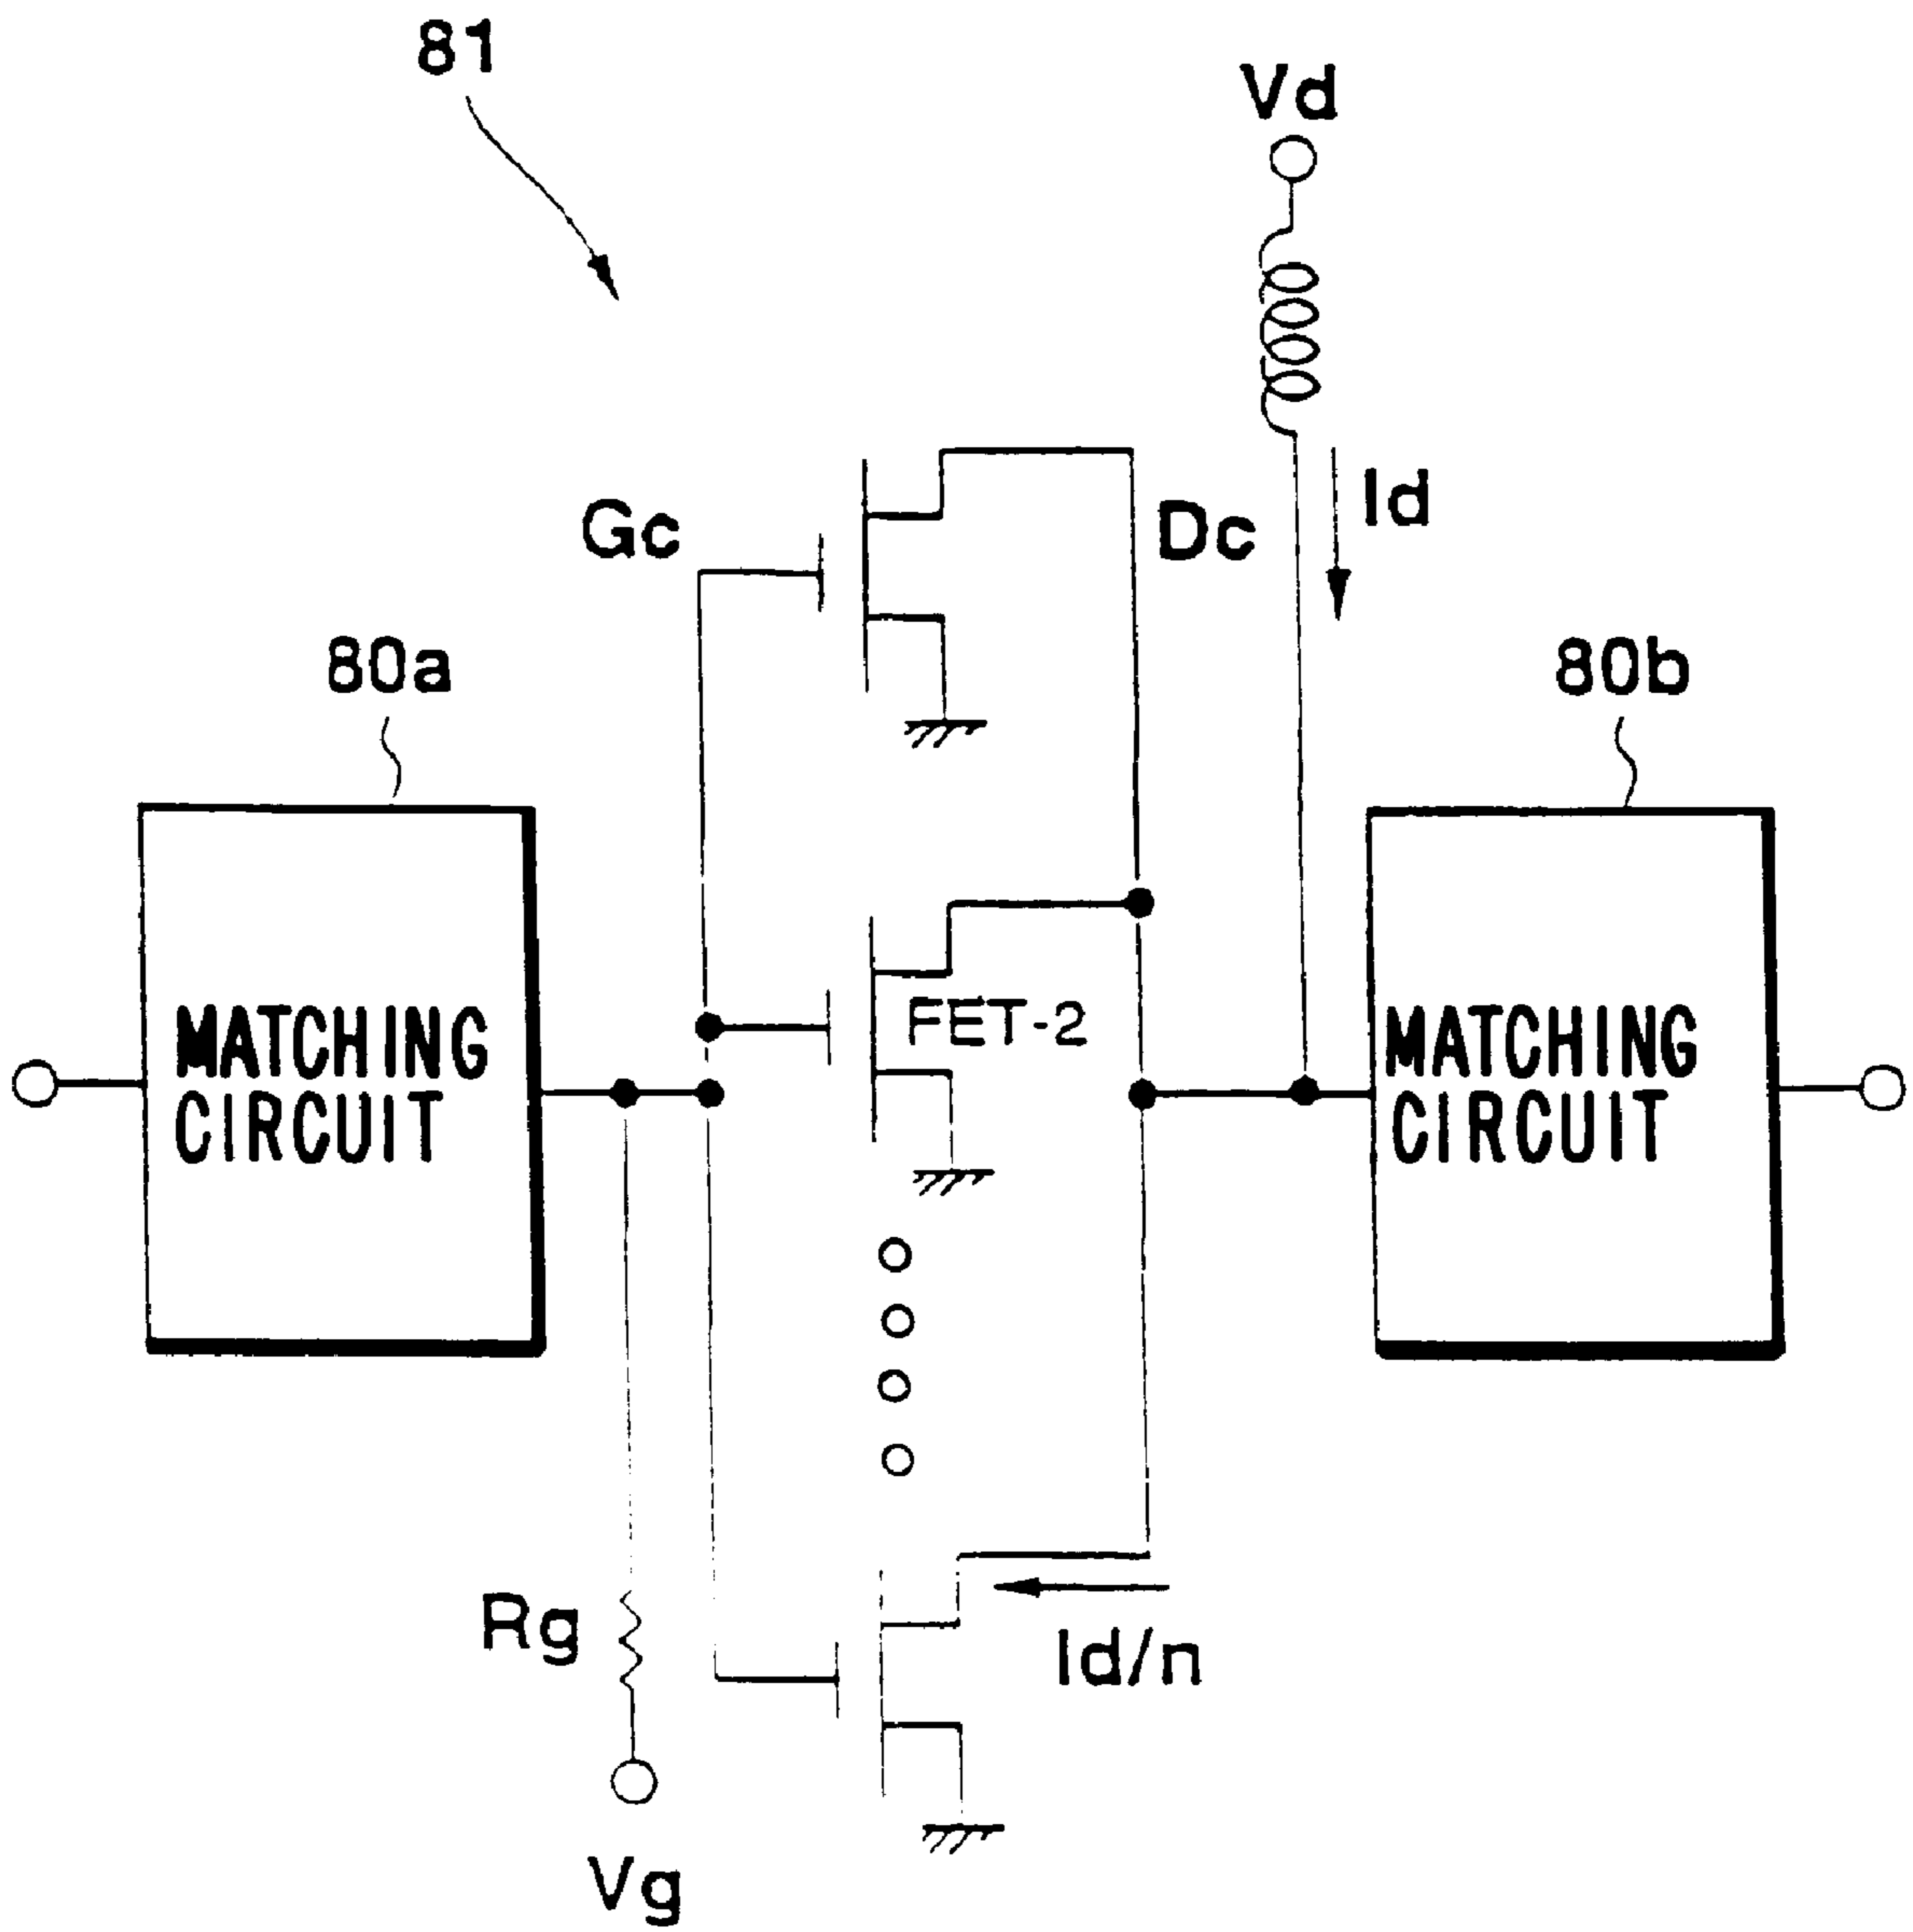 81
Vd
Gc
Dc
Id
80a
80b
MATCHING
CIRCUIT
FET-2
MATCHING
CIRCUIT
Rg
Id/n
Vg